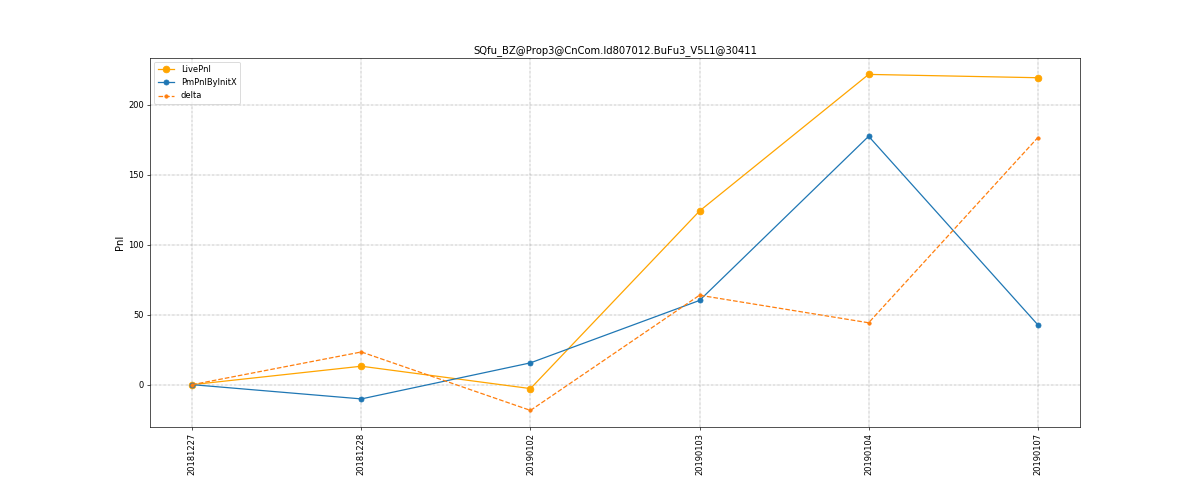 SQfu_BZ@Prop3@CnCom.Id807012.BuFu3_V5L1@30411
LivePnl
PmPnlByInitX
delta
200
150
100
50
0
Pnl
20181227
20181228
20190102
20190103
20190104
20190107